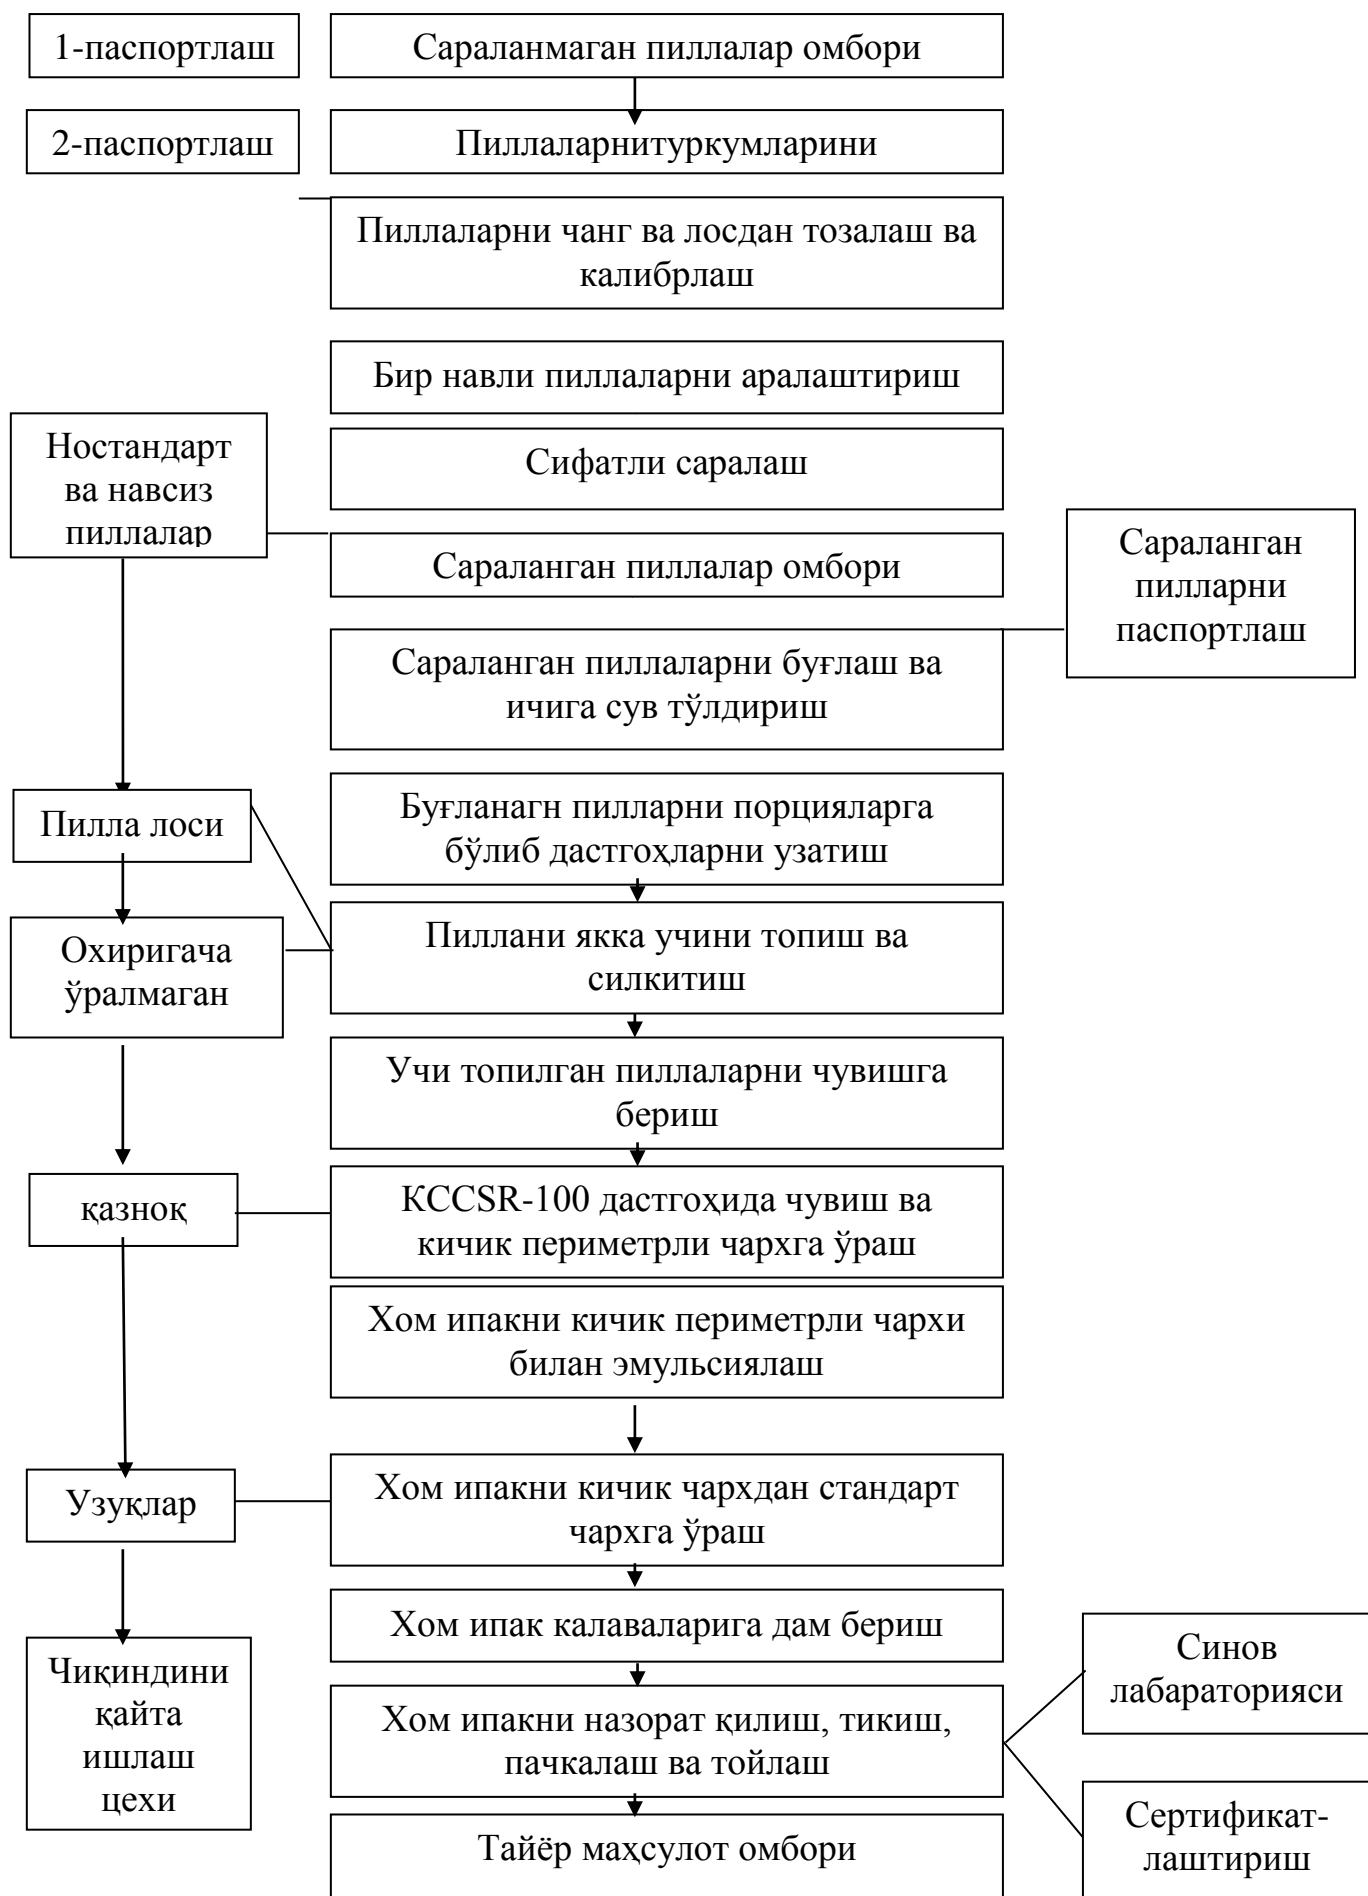 1-паспортлаш
Сараланмаган пиллалар омбори
2-паспортлаш
Пиллаларнитуркумларини
Пиллаларни чанг ва лосдан тозалаш ва
калибрлаш
Бир навли пиллаларни аралаштириш
Ностандарт
ва навсиз
пиллалар
Сифатли саралаш
Сараланган пиллалар омбори
Сараланган
пилларни
паспортлаш
Сараланган пиллаларни буғлаш ва
ичига сув тўлдириш
Пилла лоси
Буғланагн пилларни порцияларга
бўлиб дастгоҳларни узатиш
Охиригача
ўралмаган
Пиллани якка учини топиш ва
силкитиш
Учи топилган пиллаларни чувишга
бериш
қазноқ
КССSR-100 дастгоҳида чувиш ва
кичик периметрли чархга ўраш
Хом ипакни кичик периметрли чархи
билан эмульсиялаш
Узуқлар
Хом ипакни кичик чархдан стандарт
чархга ўраш
Хом ипак калаваларига дам бериш
Чиқиндини
қайта
ишлаш
цехи
Хом ипакни назорат қилиш, тикиш,
пачкалаш ва тойлаш
Синов
лабараторияси
Тайёр маҳсулот омбори
Сертификат-
лаштириш